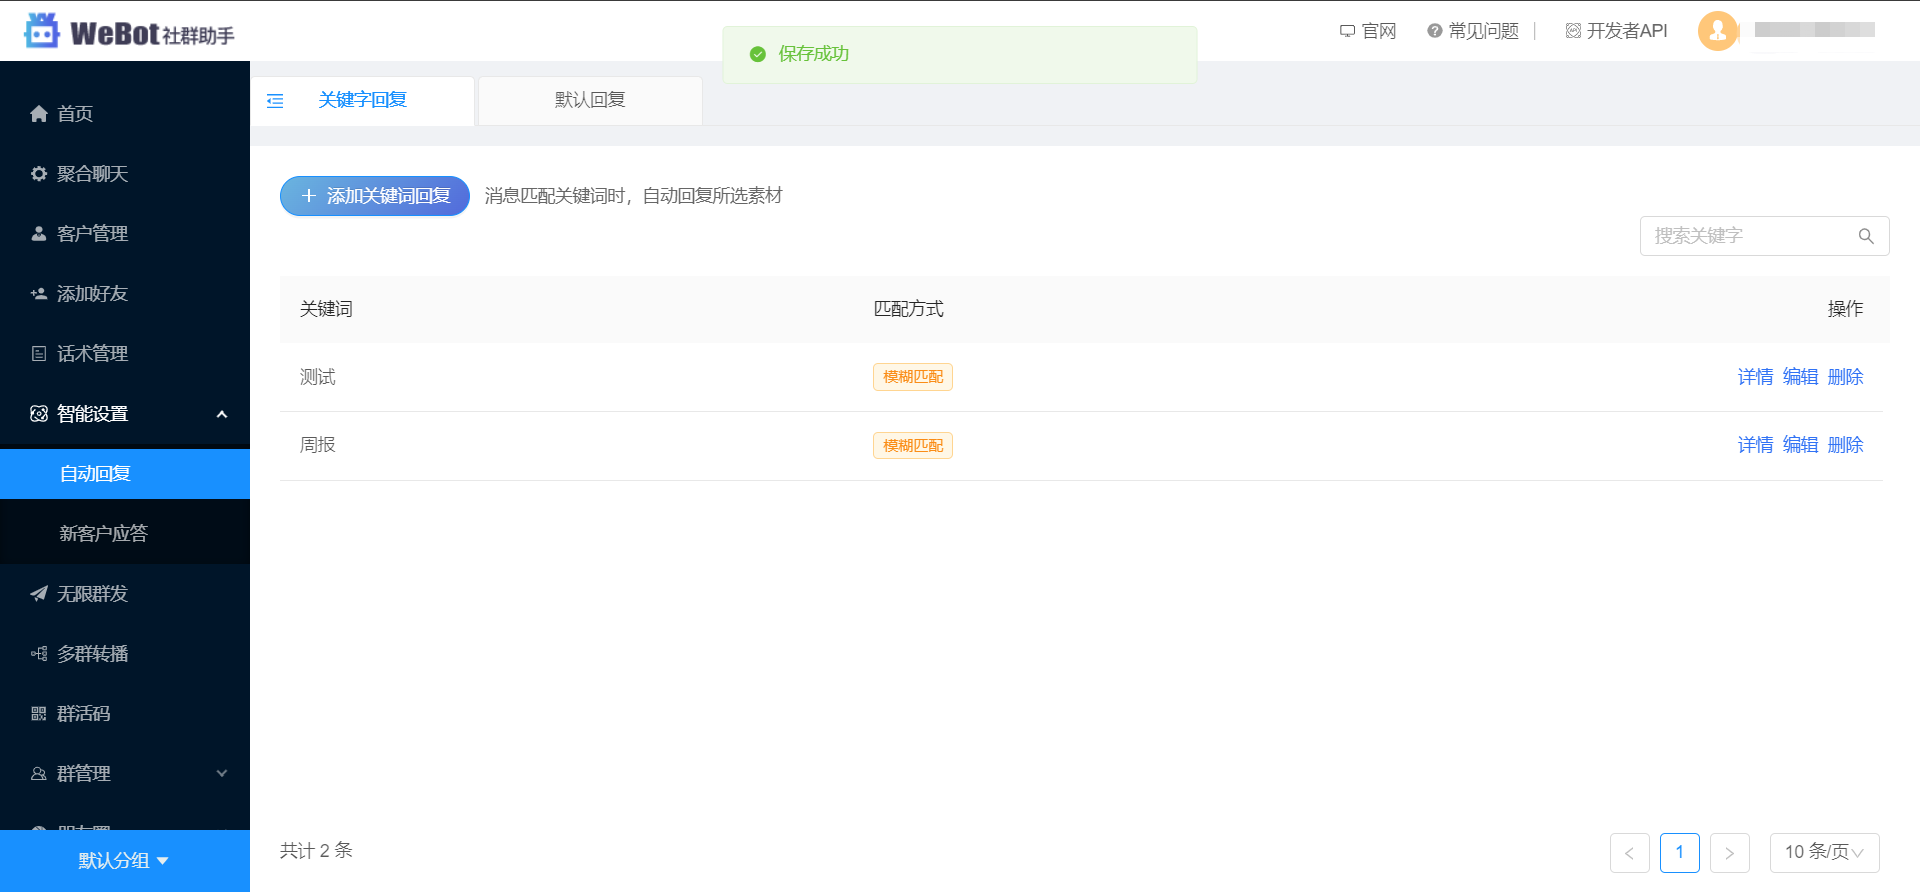 WeBot社群助手
保存成功
官网
常见问题
开发者API
首页
聚合聊天
客户管理
添加好友
话术管理
智能设置
自动回复
新客户应答
无限群发
多群转播
群活码
群管理
默认分组
关键字回复
默认回复
添加关键词回复
消息匹配关键词时，自动回复所选素材
搜索关键字
关键词 匹配方式 操作
测试 模糊匹配 详情 编辑 删除
周报 模糊匹配 详情 编辑 删除
共计 2 条
< 1 > 10 条/页